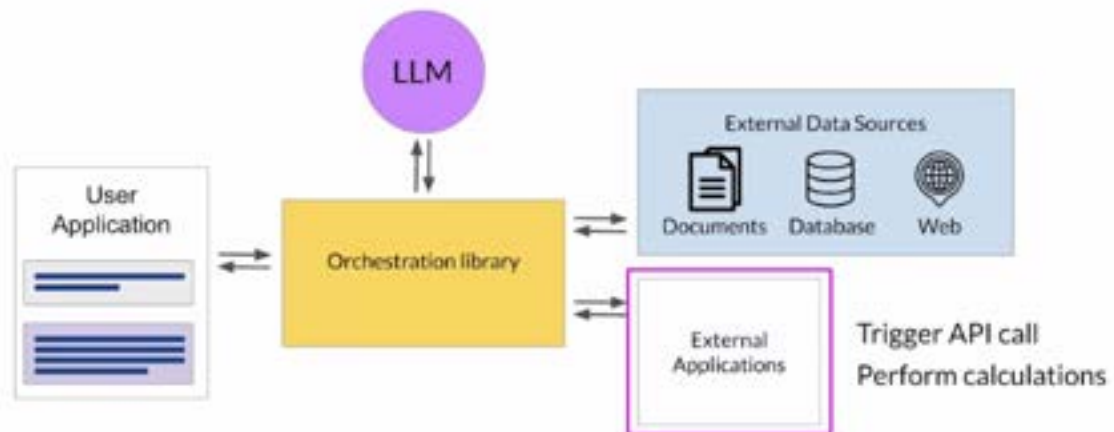 LLM
User
Application
Orchestration library
External Data Sources
Documents
Database
Web
External
Applications
Trigger API call
Perform calculations